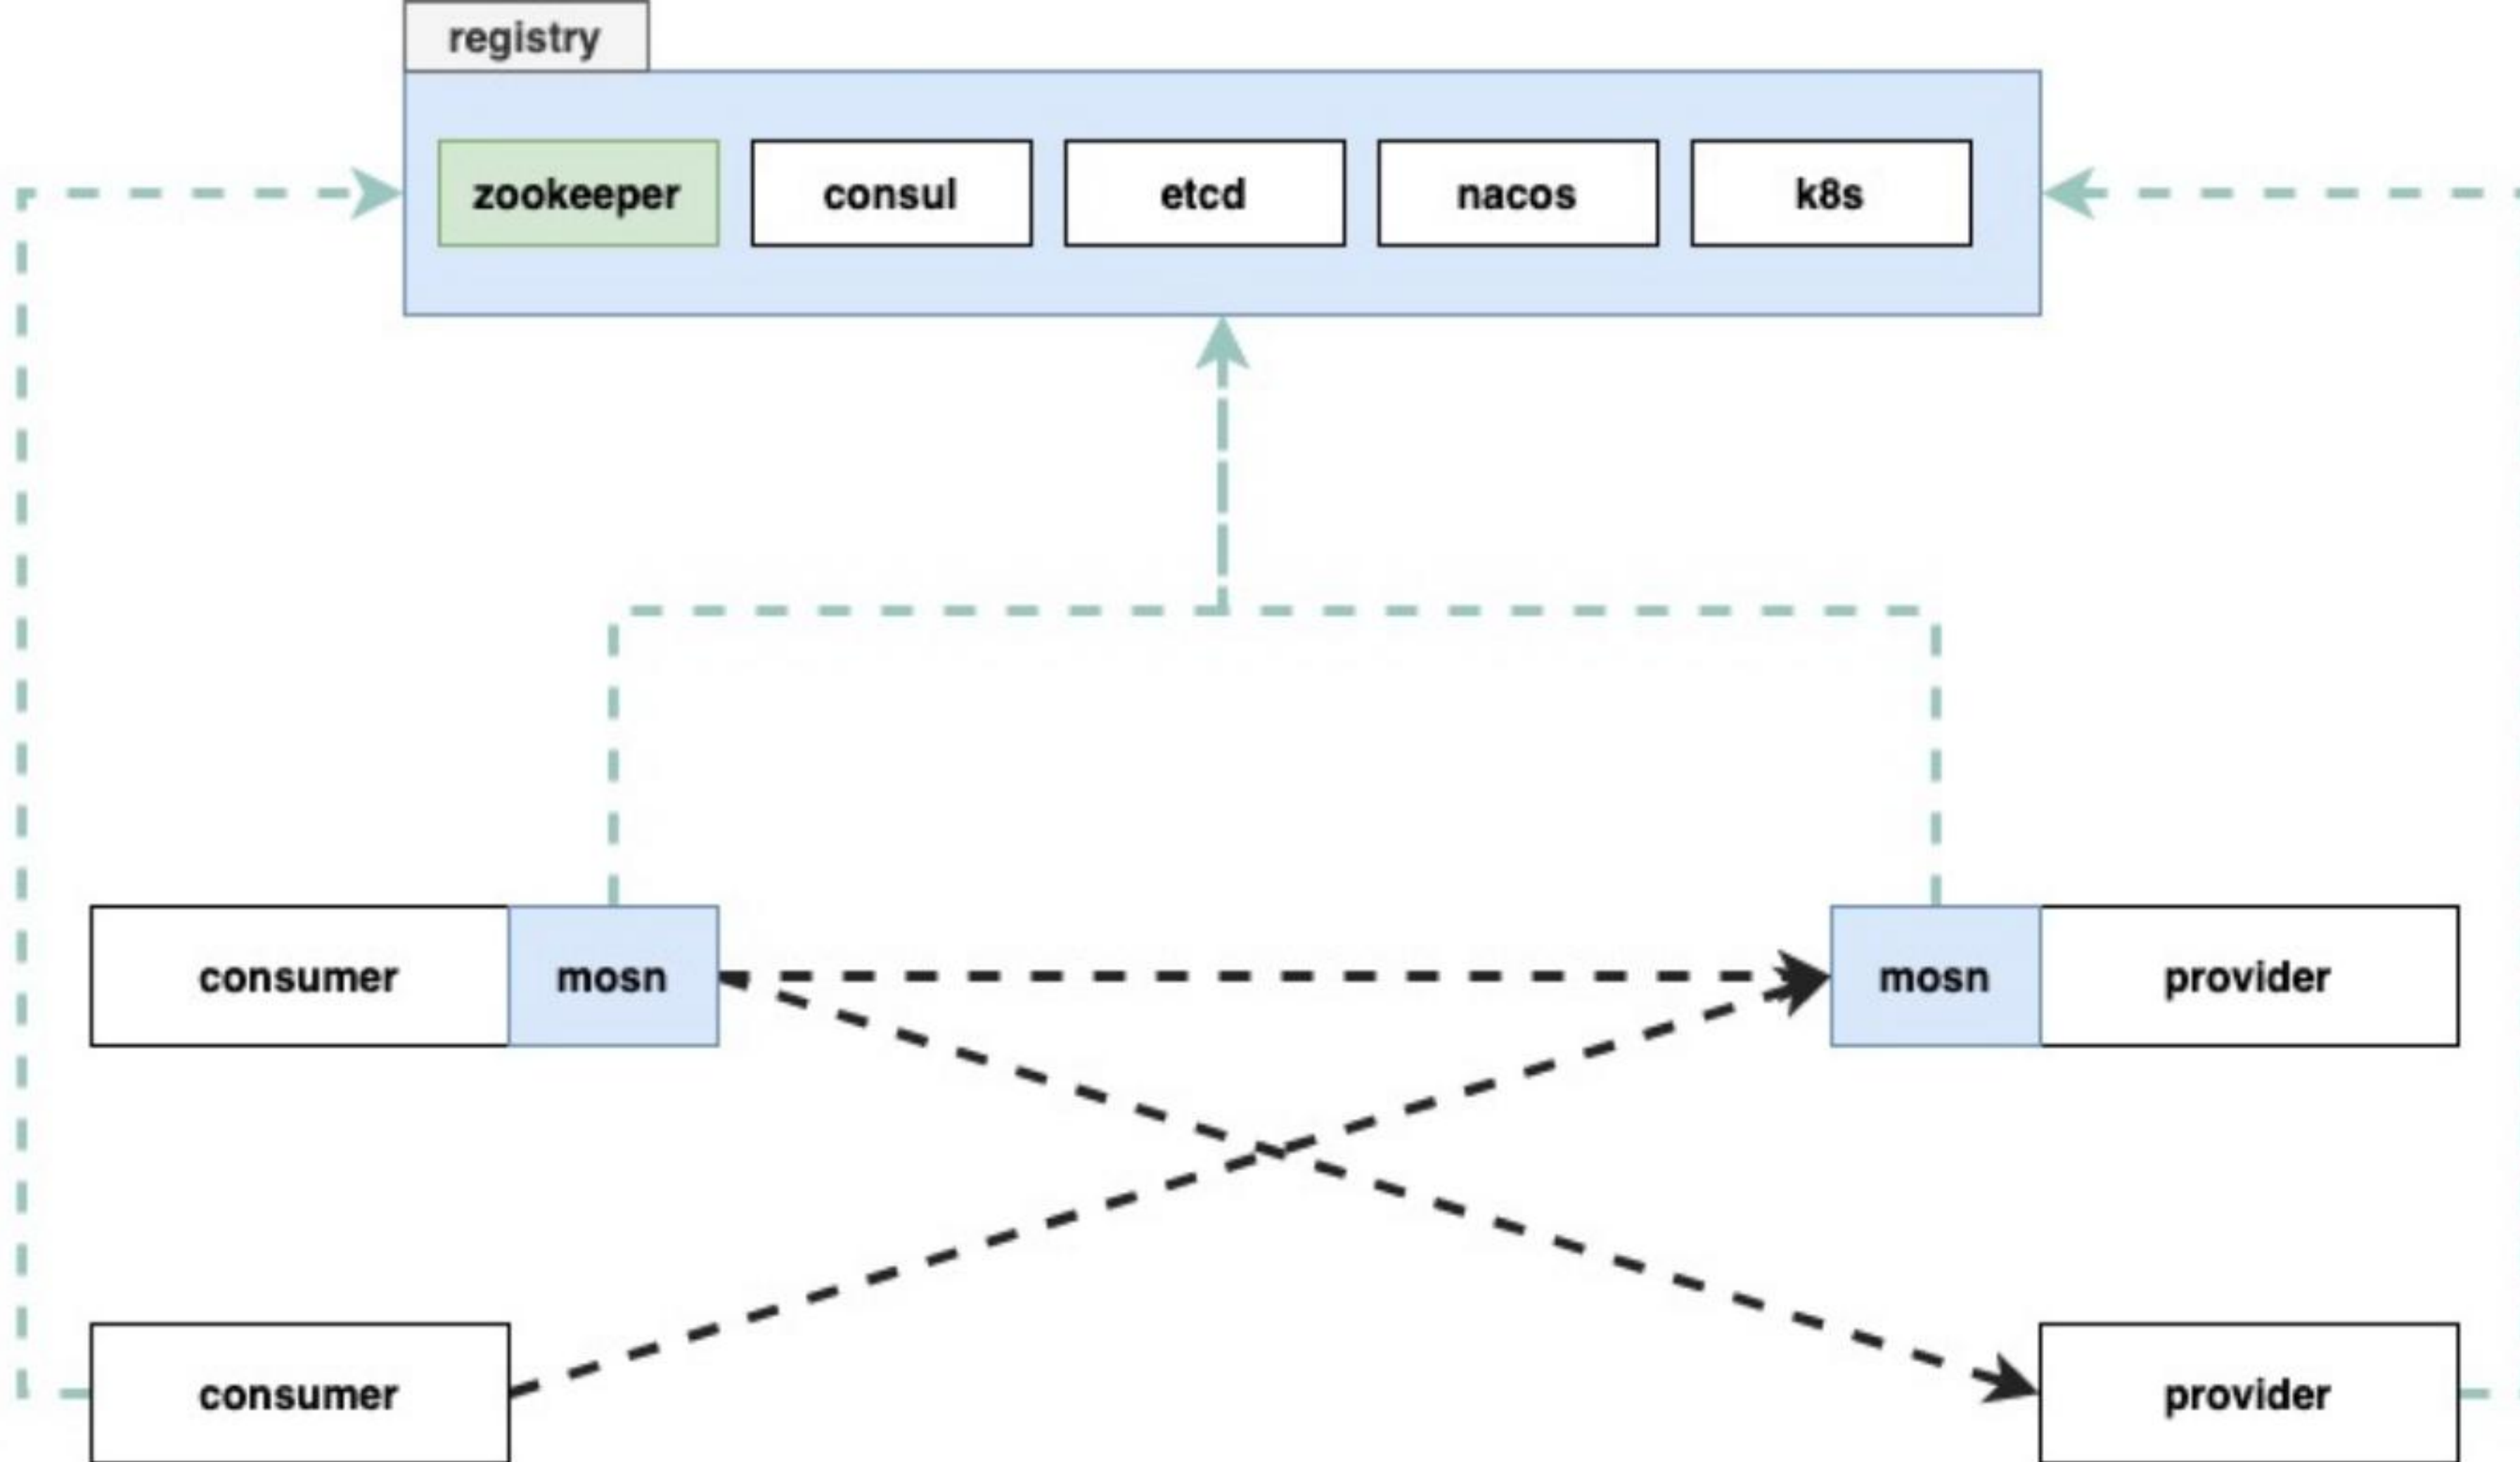 registry
zookeeper consul etcd nacos k8s
consumer mosn mosn provider
consumer provider